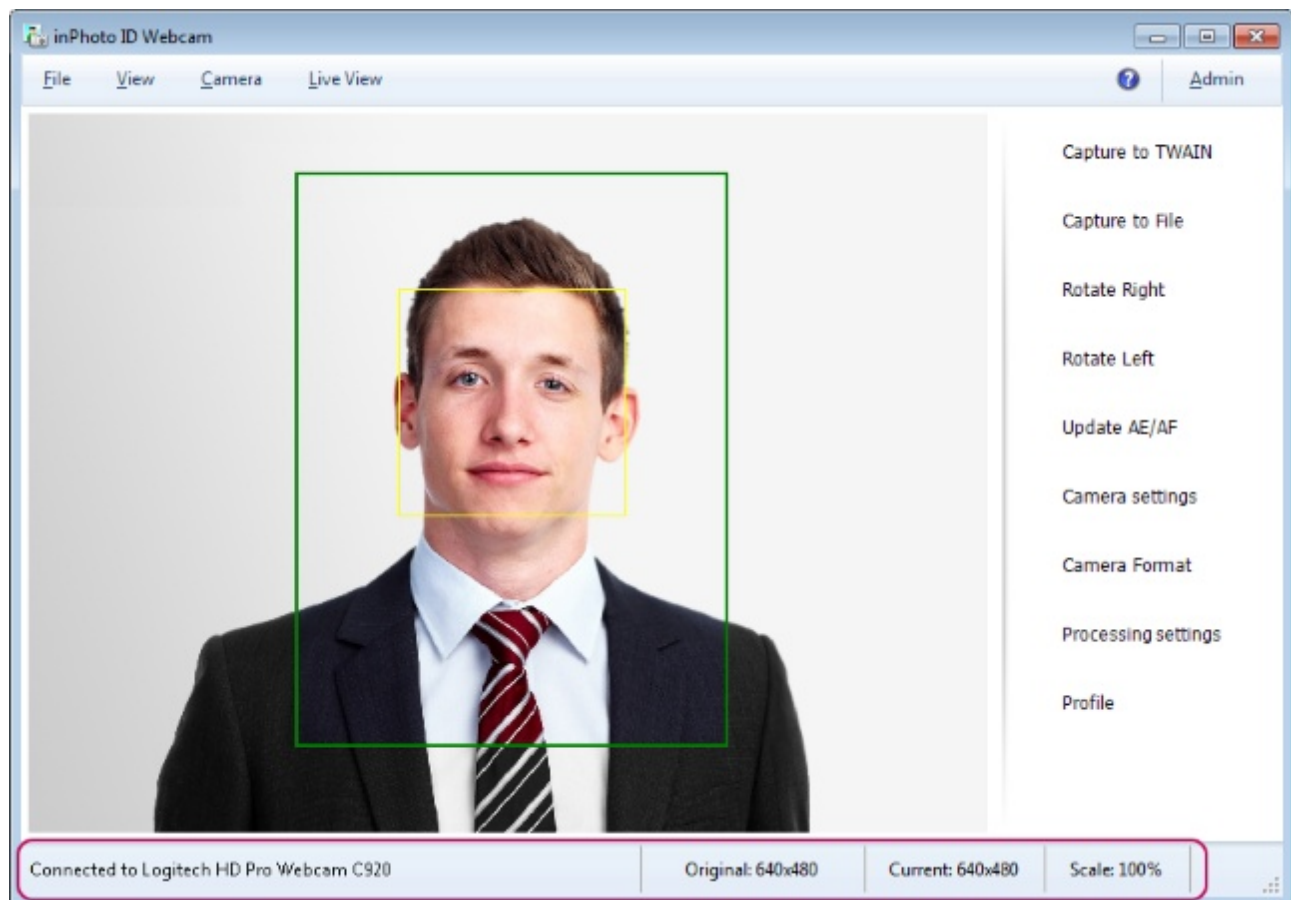 inPhoto ID Webcam
File View Camera Live View ? Admin
Capture to TWAIN
Capture to File
Rotate Right
Rotate Left
Update AE/AF
Camera settings
Camera Format
Processing settings
Profile
Connected to Logitech HD Pro Webcam C920 Original: 640x480 Current: 640x480 Scale: 100%